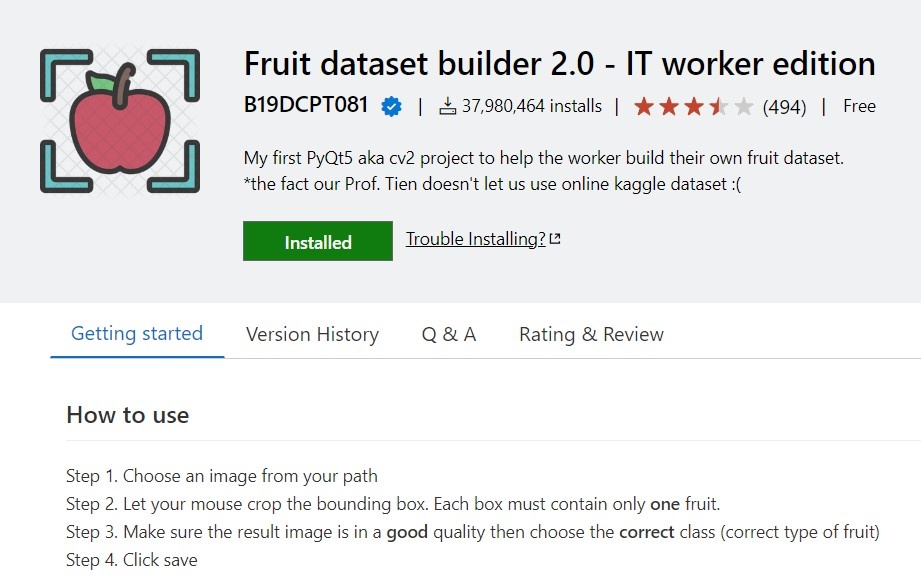 Fruit dataset builder 2.0 - IT worker edition
B19DCPT081 | 37,980,464 installs | (494) | Free
My first PyQt5 aka cv2 project to help the worker build their own fruit dataset.
*the fact our Prof. Tien doesn't let us use online kaggle dataset :(
Installed Trouble Installing?
Getting started Version History Q & A Rating & Review
How to use
Step 1. Choose an image from your path
Step 2. Let your mouse crop the bounding box. Each box must contain only one fruit.
Step 3. Make sure the result image is in a good quality then choose the correct class (correct type of fruit)
Step 4. Click save